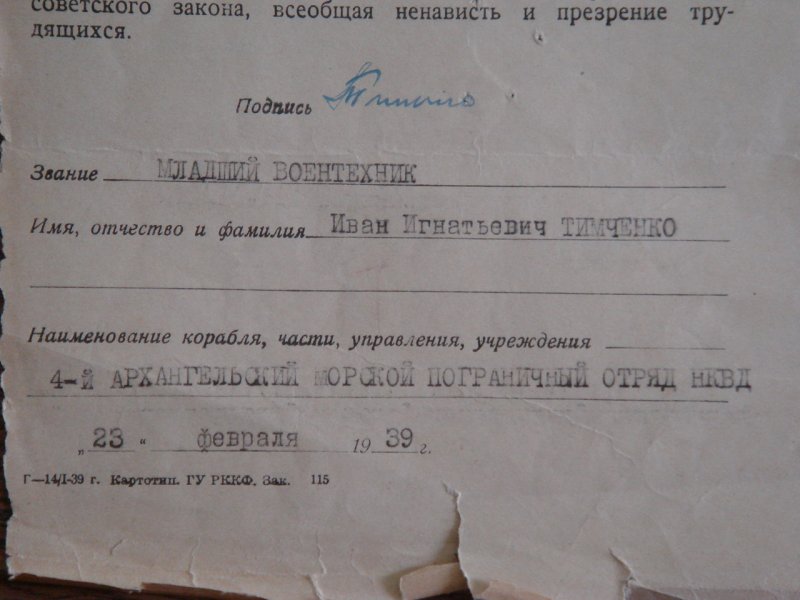 советского закона, всеобщая ненависть и презрение тру-
дящихся.
Подпись Тимченко
Звание МЛАДШИЙ ВОЕНТЕХНИК
Имя, отчество и фамилия Иван Игнатьевич ТИМЧЕНКО
Наименование корабля, части, управления, учреждения
4-й АРХАНГЕЛЬСКИЙ МОРСКОЙ ПОГРАНИЧНЫЙ ОТРЯД НКВД
„23“ февраля 1939 г.
Г—14/I-39 г. Картотип. ГУ РККФ. Зак. 115